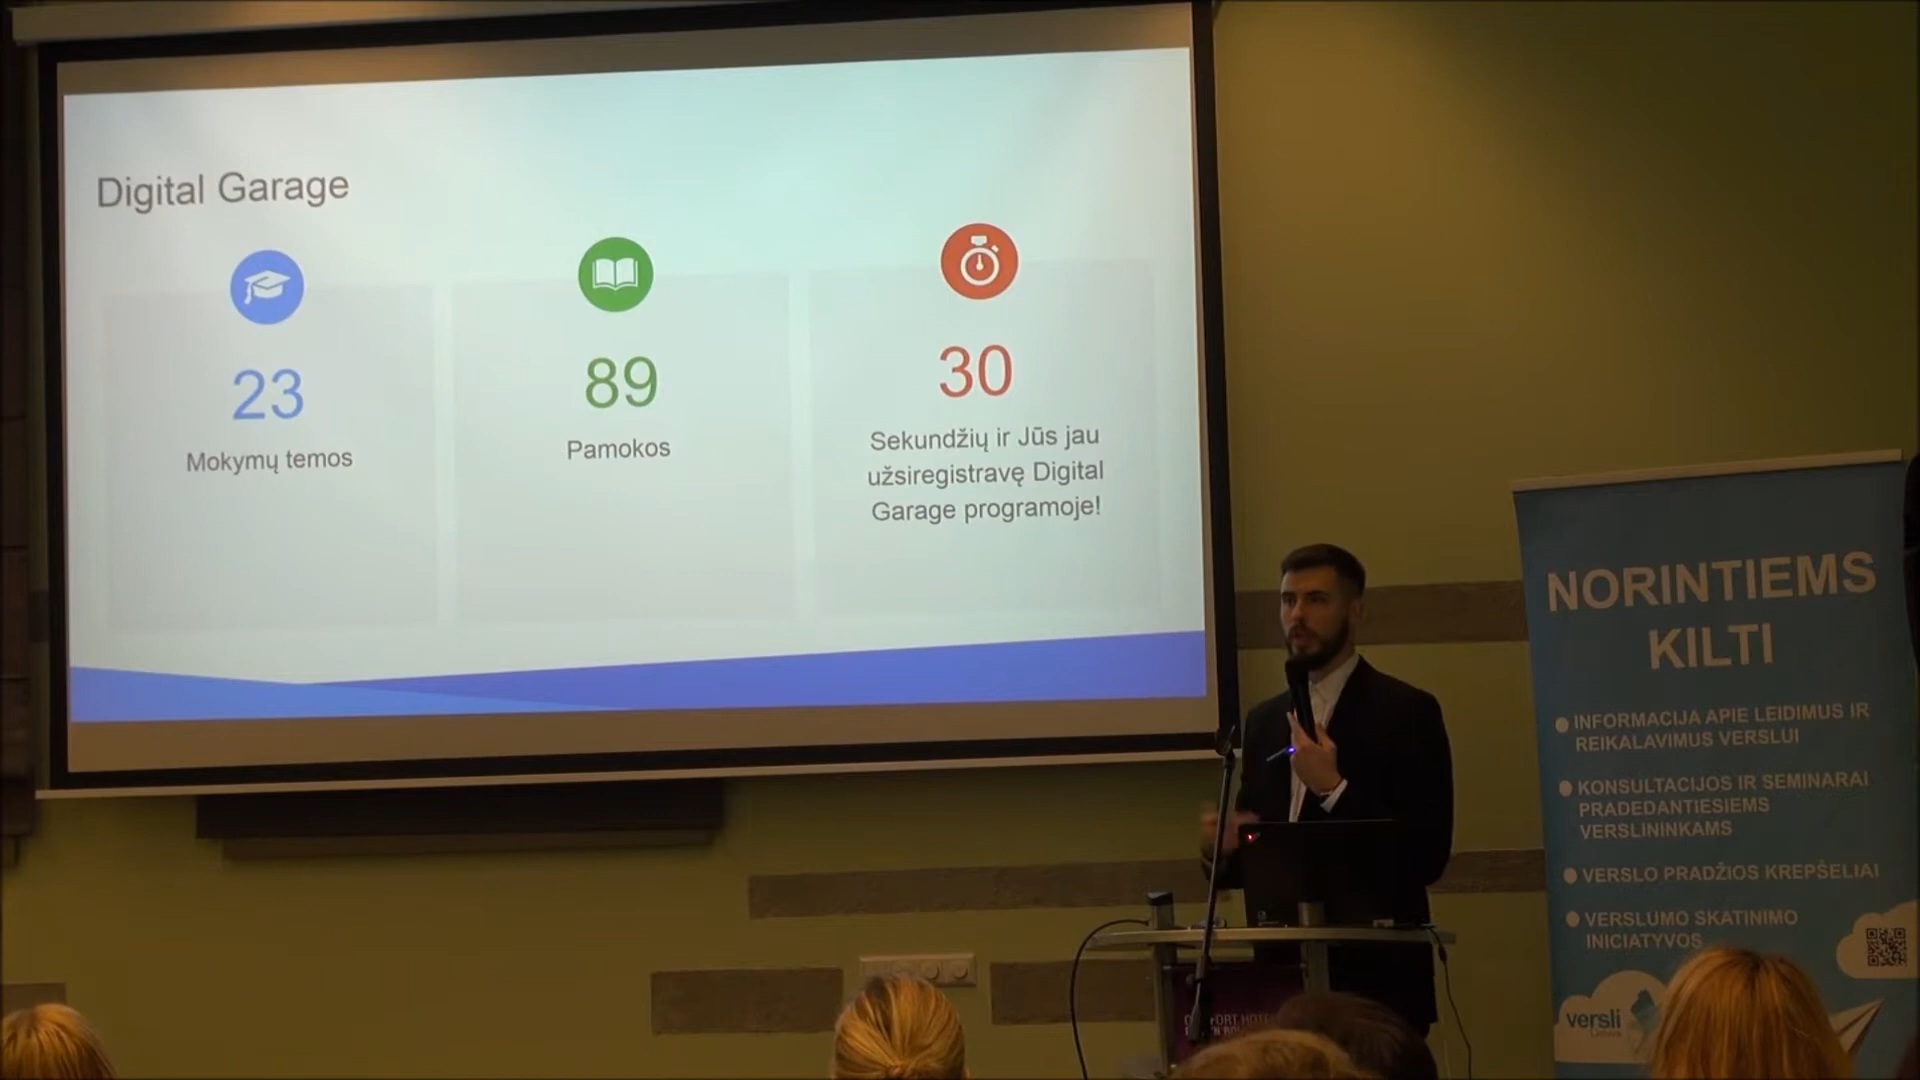 Digital Garage
23
Mokymų temos
89
Pamokos
30
Sekundžių ir Jūs jau
užsiregistravę Digital
Garage programoje!
NORINTIEMS
KILTI
INFORMACIJA APIE LEIDIMUS IR
REIKALAVIMUS VERSLUI
KONSULTACIJOS IR SEMINARAI
PRADEDANTIESIEMS
VERSLININKAMS
VERSLO PRADŽIOS KREPŠELIAI
VERSLUMO SKATINIMO
INICIATYVOS
versli